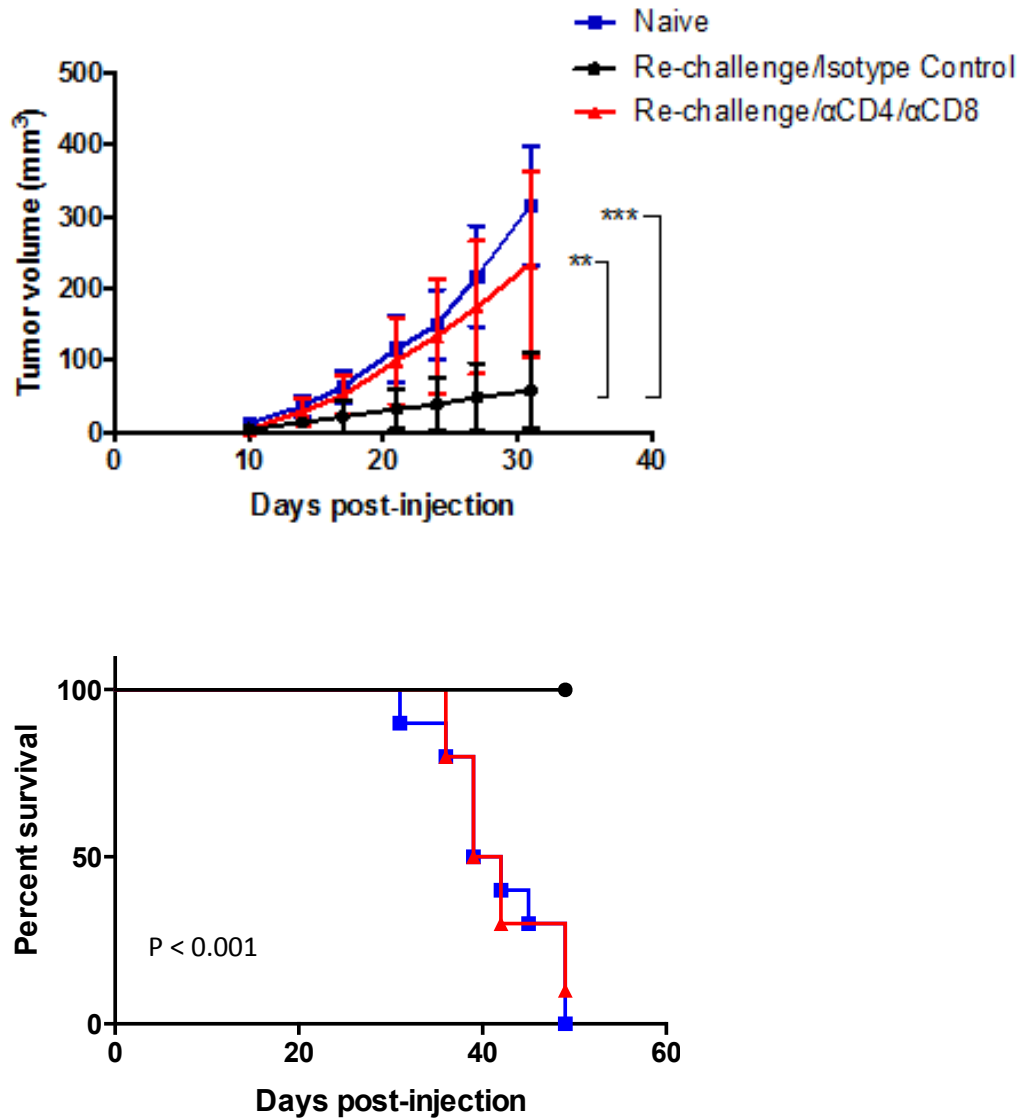 Naive
Re-challenge/Isotype Control
Re-challenge/αCD4/αCD8
500
400
300
200
100
0
Tumor volume (mm³)
***
**
0 10 20 30 40
Days post-injection
100
50
0
Percent survival
P < 0.001
0 20 40 60
Days post-injection